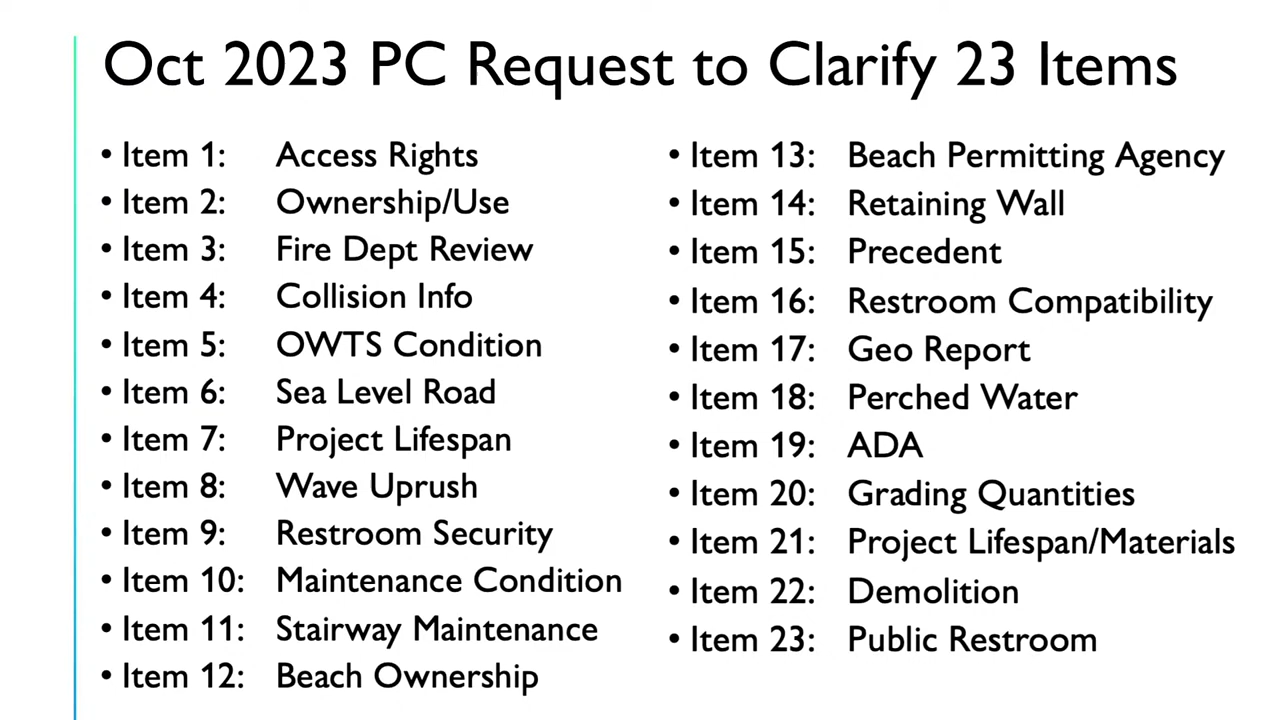 Oct 2023 PC Request to Clarify 23 Items
• Item 1: Access Rights
• Item 2: Ownership/Use
• Item 3: Fire Dept Review
• Item 4: Collision Info
• Item 5: OWTS Condition
• Item 6: Sea Level Road
• Item 7: Project Lifespan
• Item 8: Wave Uprush
• Item 9: Restroom Security
• Item 10: Maintenance Condition
• Item 11: Stairway Maintenance
• Item 12: Beach Ownership
• Item 13: Beach Permitting Agency
• Item 14: Retaining Wall
• Item 15: Precedent
• Item 16: Restroom Compatibility
• Item 17: Geo Report
• Item 18: Perched Water
• Item 19: ADA
• Item 20: Grading Quantities
• Item 21: Project Lifespan/Materials
• Item 22: Demolition
• Item 23: Public Restroom